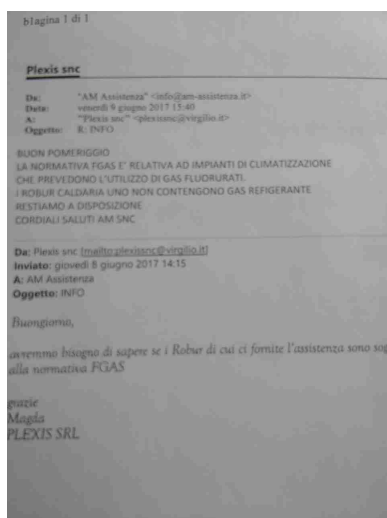 blagina 1 di 1
Plexis snc
Da: "AM Assistenza" <info@am-assistenza.it>
Data: venerdì 9 giugno 2017 15:40
A: "'Plexis snc'" <plexissnc@virgilio.it>
Oggetto: R: INFO
BUON POMERIGGIO
LA NORMATIVA FGAS E' RELATIVA AD IMPIANTI DI CLIMATIZZAZIONE
CHE PREVEDONO L'UTILIZZO DI GAS FLUORURATI.
I ROBUR CALDARIA UNO NON CONTENGONO GAS REFIGERANTE
RESTIAMO A DISPOSIZIONE
CORDIALI SALUTI AM SNC
Da: Plexis snc [mailto:plexissnc@virgilio.it]
Inviato: giovedì 8 giugno 2017 14:15
A: AM Assistenza
Oggetto: INFO
Buongiorno,
avremmo bisogno di sapere se i Robur di cui ci fornite l'assistenza sono sog
alla normativa FGAS
grazie
Magda
PLEXIS SRL